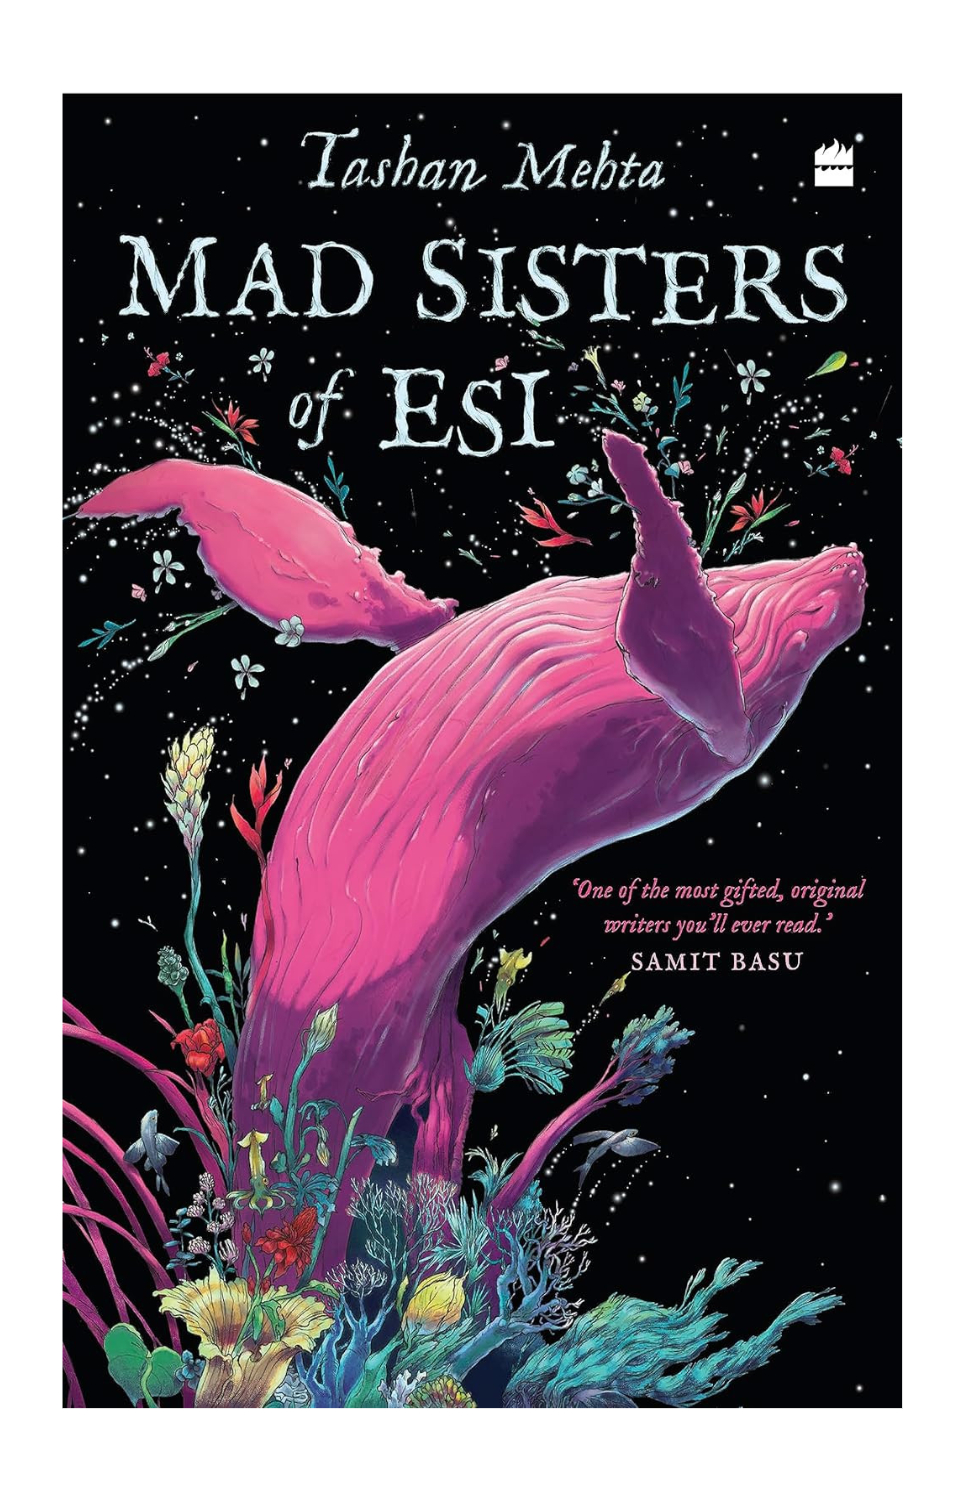 Tashan Mehta
MAD SISTERS
of ESI
‘One of the most gifted, original
writers you’ll ever read.’
SAMIT BASU